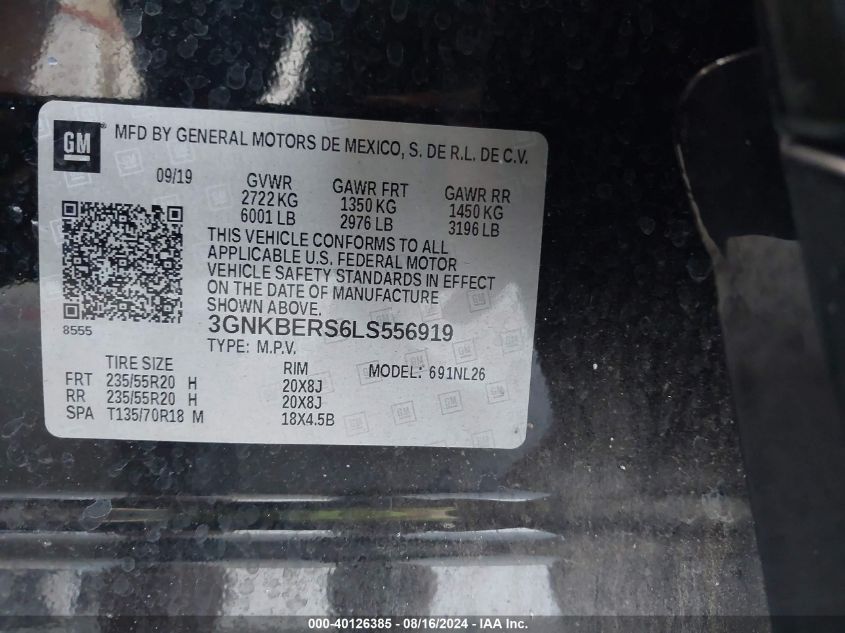 GM ® MFD BY GENERAL MOTORS DE MEXICO, S. DE R.L. DE C.V.
09/19 GVWR GAWR FRT GAWR RR
2722 KG 1350 KG 1450 KG
6001 LB 2976 LB 3196 LB
THIS VEHICLE CONFORMS TO ALL
APPLICABLE U.S. FEDERAL MOTOR
VEHICLE SAFETY STANDARDS IN EFFECT
ON THE DATE OF MANUFACTURE
SHOWN ABOVE.
8555 3GNKBERS6LS556919
TYPE: M.P.V.
TIRE SIZE RIM MODEL: 691NL26
FRT 235/55R20 H 20X8J
RR 235/55R20 H 20X8J
SPA T135/70R18 M 18X4.5B
000-40126385 - 08/16/2024 - IAA Inc.